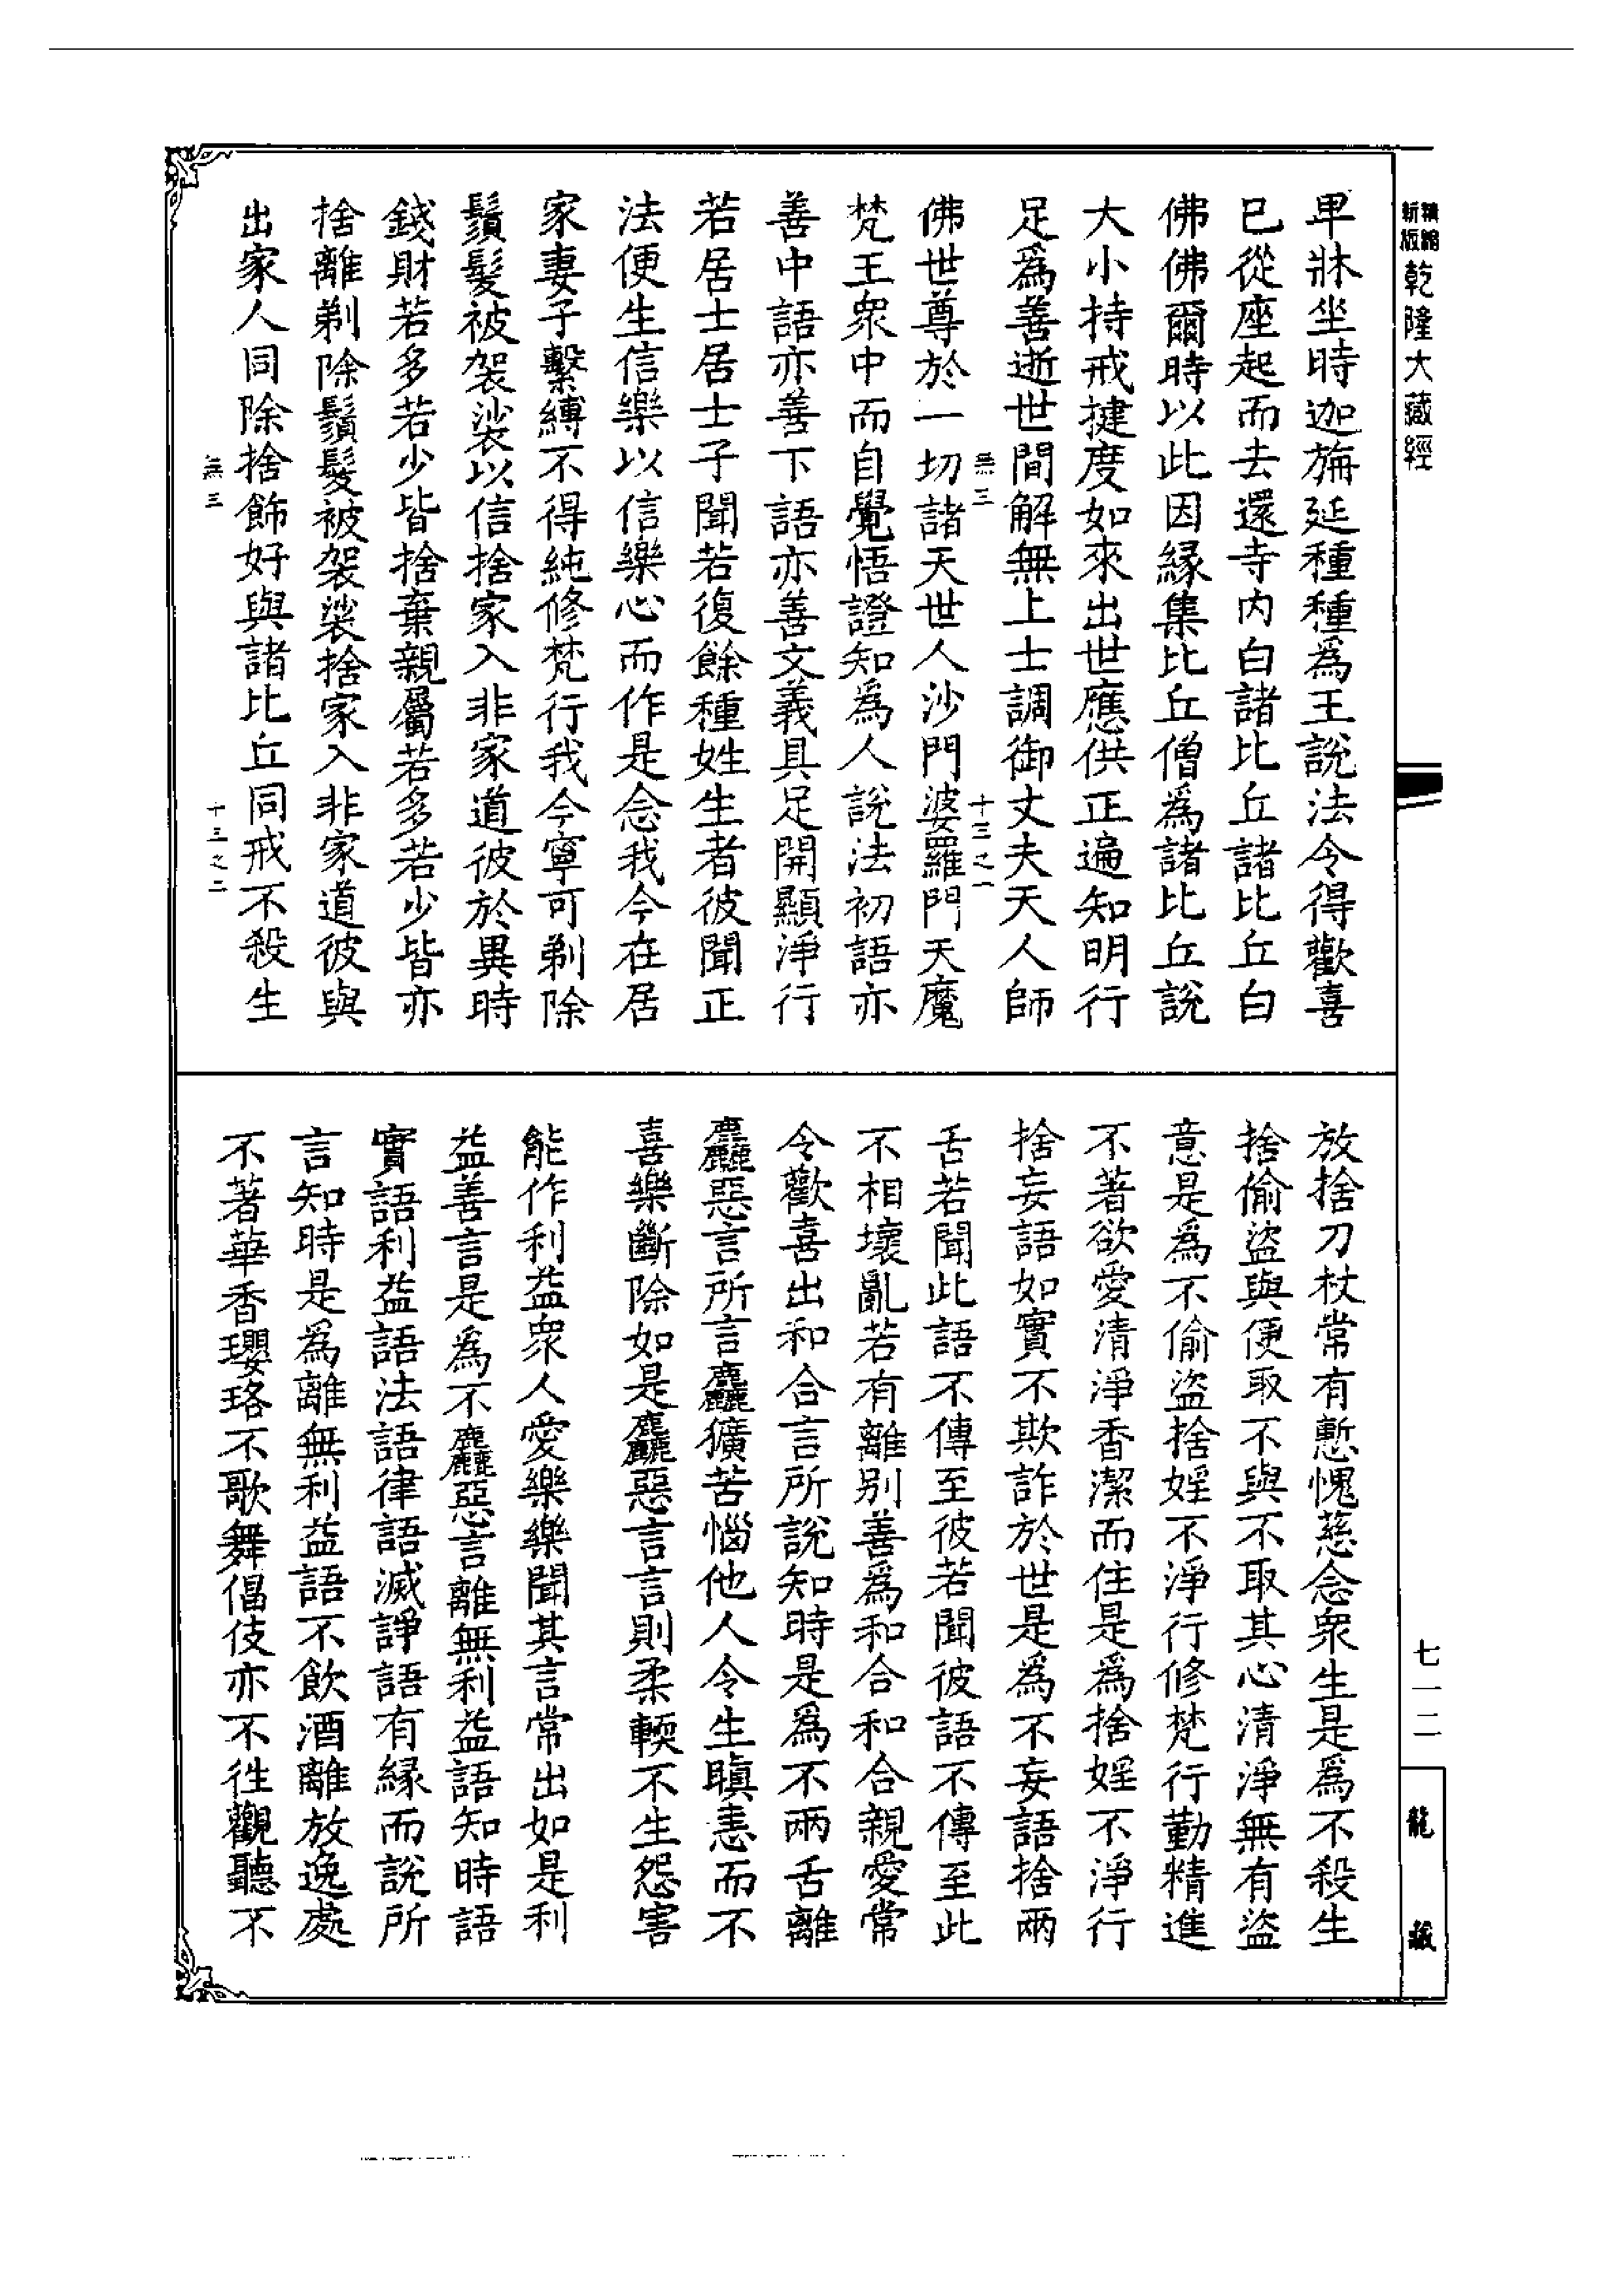 精縮新版乾隆大藏經
卑牀坐時迦旃延種種爲王說法令得歡喜
已從座起而去還寺內白諸比丘諸比丘白
佛佛爾時以此因緣集比丘僧爲諸比丘說
大小持戒揵度如來出世應供正遍知明行
足爲善逝世間解無上士調御丈夫天人師
無三
十三之一
佛世尊於一切諸天世人沙門婆羅門天魔
梵王眾中而自覺悟證知爲人說法初語亦
善中語亦善下語亦善文義具足開顯淨行
若居士居士子聞若復餘種姓生者彼聞正
法便生信樂以信樂心而作是念我今在居
家妻子繫縛不得純修梵行我今寧可剃除
鬚髮被袈裟以信捨家入非家道彼於異時
錢財若多若少皆捨棄親屬若多若少皆亦
捨離剃除鬚髮被袈裟捨家入非家道彼與
出家人同除捨飾好與諸比丘同戒不殺生
無三
十三之二
放捨刀杖常有慙愧慈念眾生是爲不殺生
捨偷盜與便取不與不取其心清淨無有盜
意是爲不偷盜捨婬不淨行修梵行勤精進
不著欲愛清淨香潔而住是爲捨婬不淨行
捨妄語如實不欺詐於世是爲不妄語捨兩
舌若聞此語不傳至彼若聞彼語不傳至此
不相壞亂若有離別善爲和合和合親愛常
令歡喜出和合言所說知時是爲不兩舌離
麤惡言所言麤獷苦惱他人令生瞋恚而不
喜樂斷除如是麤惡言言則柔輭不生怨害
能作利益眾人愛樂樂聞其言常出如是利
益善言是爲不麤惡言離無利益語知時語
實語利益語法語律語滅諍語有緣而說所
言知時是爲離無利益語不飲酒離放逸處
不著華香瓔珞不歌舞倡伎亦不往觀聽不
七一二
龍藏